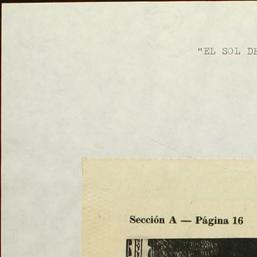 "EL SOL DE
Sección A — Página 16